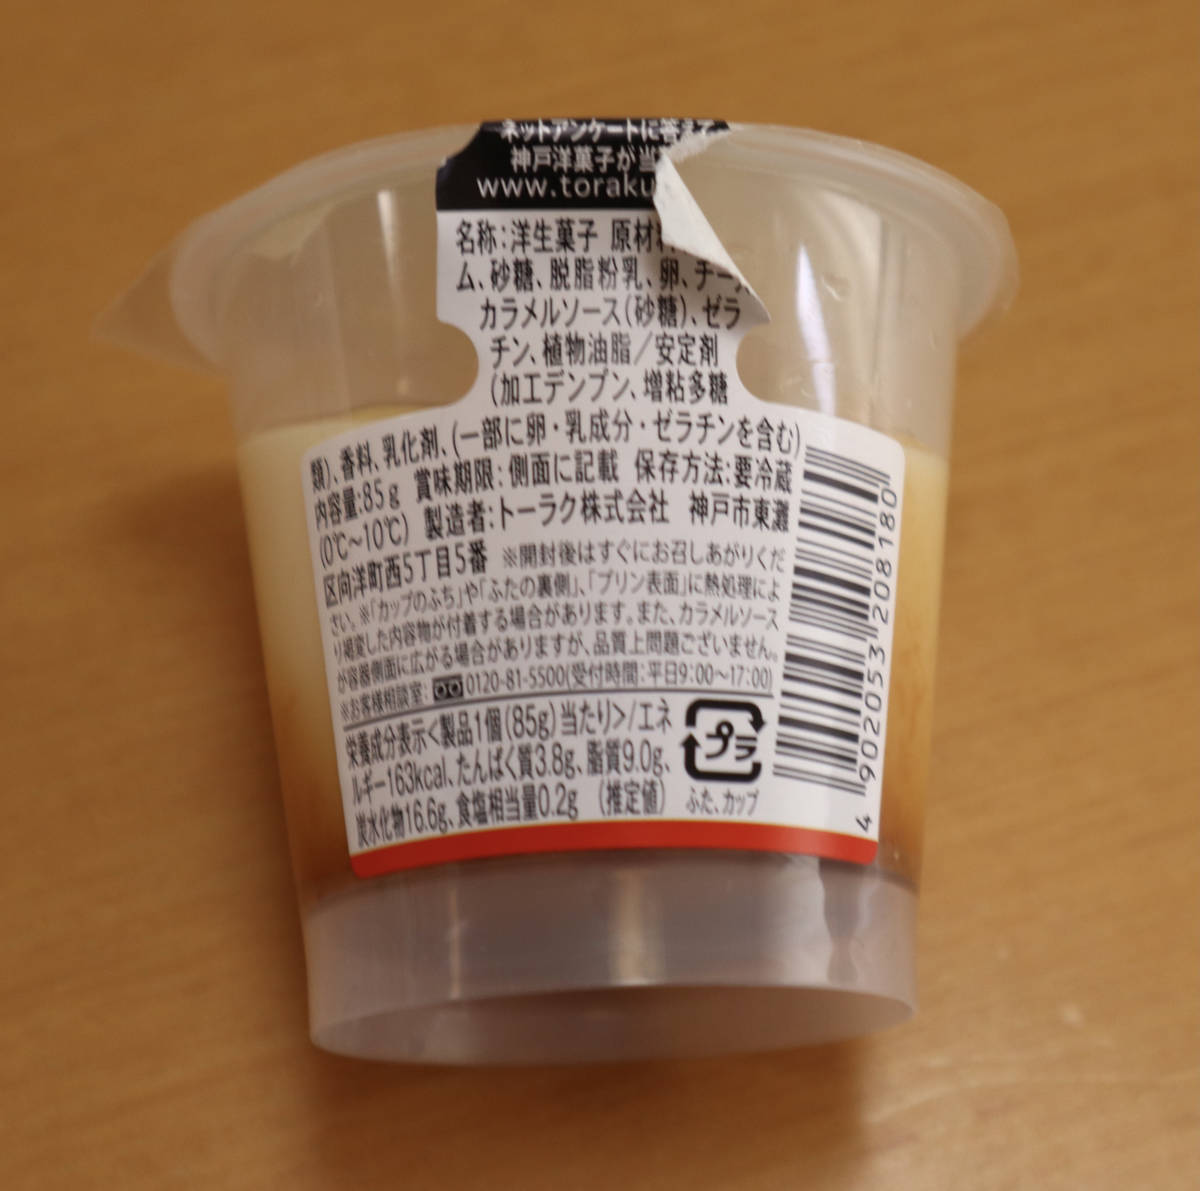 ネットアンケートに答えて
神戸洋菓子が当
www.toraku
名称:洋生菓子 原材料
ム、砂糖、脱脂粉乳、卵、チーズ
カラメルソース(砂糖)、ゼラ
チン、植物油脂/安定剤
(加工デンプン、増粘多糖
類)、香料、乳化剤、(一部に卵・乳成分・ゼラチンを含む)
内容量:85g 賞味期限:側面に記載 保存方法:要冷蔵
(0℃~10℃) 製造者:トーラク株式会社 神戸市東灘
区向洋町西5丁目5番 ※開封後はすぐにお召しあがりくだ
さい。※「カップのふち」や「ふたの裏側」、「プリン表面」に熱処理によ
り褐変した内容物が付着する場合があります。また、カラメルソース
が容器側面に広がる場合がありますが、品質上問題ございません。
※お客様相談室: 0120-81-5500(受付時間:平日9:00~17:00)
栄養成分表示<製品1個(85g)当たり>/エネ
ルギー163kcal、たんぱく質3.8g、脂質9.0g、
炭水化物16.6g、食塩相当量0.2g (推定値)
プラ
ふた、カップ
4 902053 208180